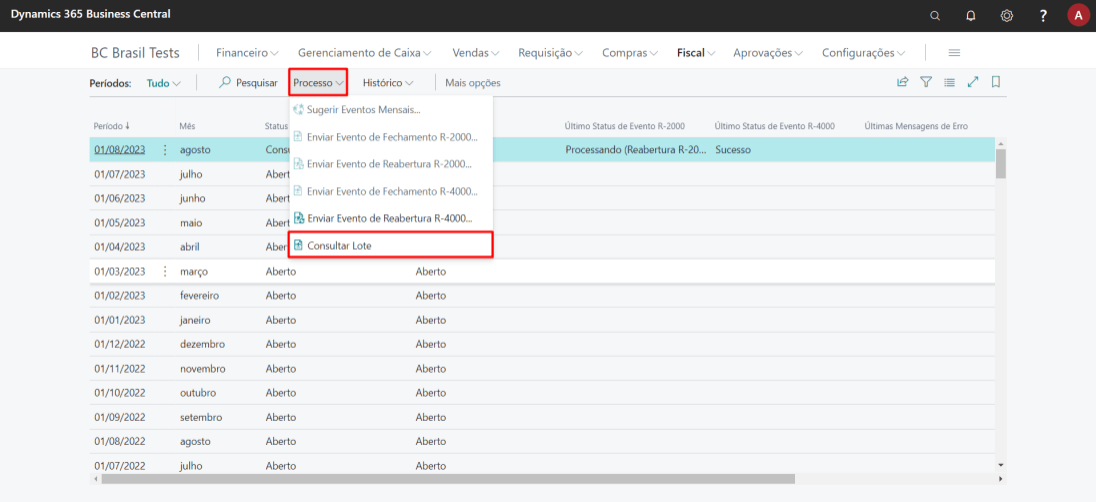 Dynamics 365 Business Central
?
A
BC Brasil Tests Financeiro Gerenciamento de Caixa Vendas Requisição Compras Fiscal Aprovações Configurações
Períodos: Tudo Pesquisar Processo Histórico Mais opções
Sugerir Eventos Mensais...
Enviar Evento de Fechamento R-2000...
Enviar Evento de Reabertura R-2000...
Enviar Evento de Fechamento R-4000...
Enviar Evento de Reabertura R-4000...
Consultar Lote
Período ↓ Mês Status Último Status de Evento R-2000 Último Status de Evento R-4000 Últimas Mensagens de Erro
01/08/2023 agosto Processando (Reabertura R-20... Sucesso
01/07/2023 julho
01/06/2023 junho
01/05/2023 maio
01/04/2023 abril
01/03/2023 março Aberto Aberto
01/02/2023 fevereiro Aberto Aberto
01/01/2023 janeiro Aberto Aberto
01/12/2022 dezembro Aberto Aberto
01/11/2022 novembro Aberto Aberto
01/10/2022 outubro Aberto Aberto
01/09/2022 setembro Aberto Aberto
01/08/2022 agosto Aberto Aberto
01/07/2022 julho Aberto Aberto